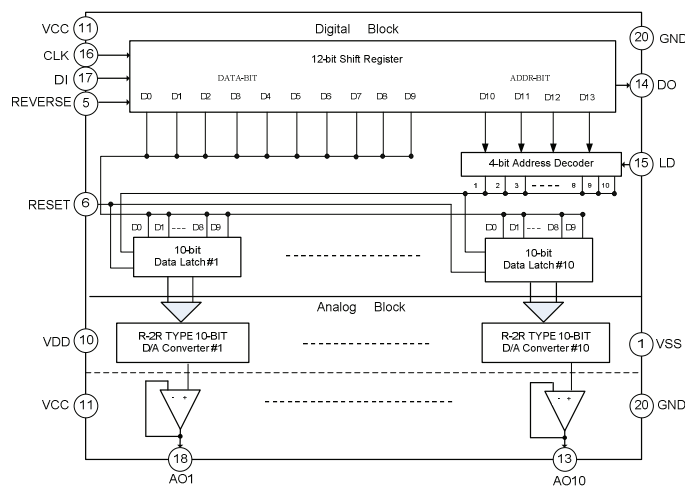 VCC 11 Digital Block 20 GND
CLK 16 12-bit Shift Register
DI 17 DATA-BIT ADDR-BIT 14 DO
REVERSE 5 D0 D1 D2 D3 D4 D5 D6 D7 D8 D9 D10 D11 D12 D13
4-bit Address Decoder 15 LD
1 2 3 ----- 8 9 10
RESET 6
D0 D1 --- D8 D9 D0 D1 --- D8 D9
10-bit 10-bit
Data Latch#1 Data Latch#10
Analog Block
VDD 10 R-2R TYPE 10-BIT R-2R TYPE 10-BIT 1 VSS
D/A Converter#1 D/A Converter#10
VCC 11 - + - + 20 GND
18 13
AO1 AO10